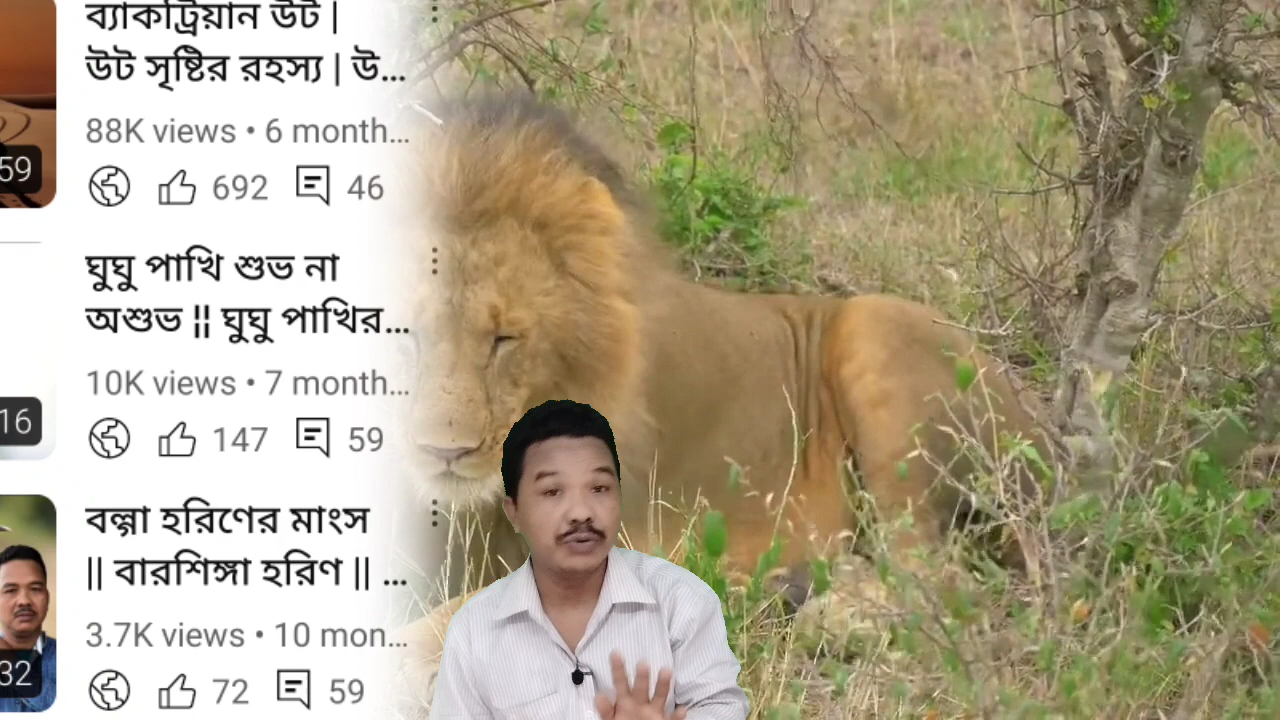 ব্যাকট্রিয়ান উট |
উট সৃষ্টির রহস্য | উ...
88K views • 6 month...
59
692 46
ঘুঘু পাখি শুভ না
অশুভ || ঘুঘু পাখির...
10K views • 7 month...
16
147 59
বল্গা হরিণের মাংস
|| বারশিঙ্গা হরিণ || ...
3.7K views • 10 mon...
32
72 59